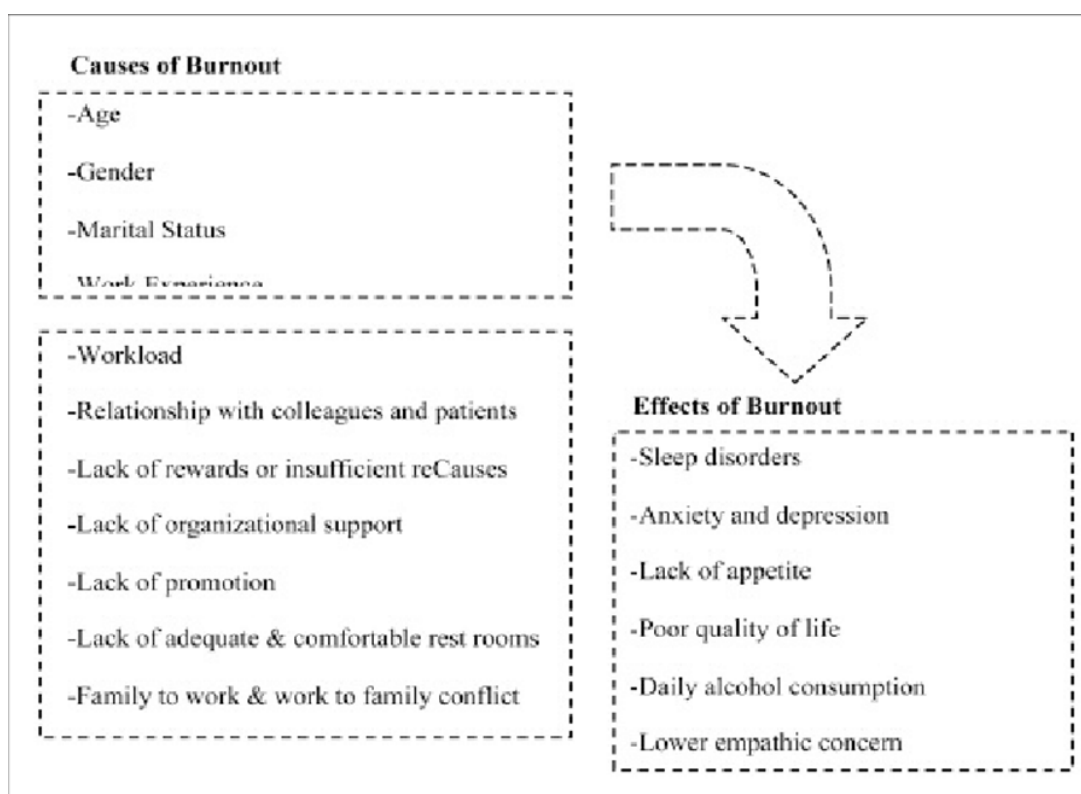 Causes of Burnout
-Age
-Gender
-Marital Status
-Work Experience
-Workload
-Relationship with colleagues and patients
-Lack of rewards or insufficient reCauses
-Lack of organizational support
-Lack of promotion
-Lack of adequate & comfortable rest rooms
-Family to work & work to family conflict
Effects of Burnout
-Sleep disorders
-Anxiety and depression
-Lack of appetite
-Poor quality of life
-Daily alcohol consumption
-Lower empathic concern